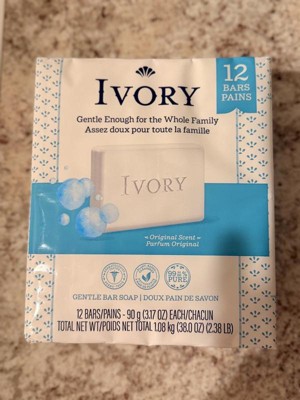 12
BARS
PAINS
IVORY
Gentle Enough for the Whole Family
Assez doux pour toute la famille
IVORY
Original Scent
Parfum Original
99.44%
PURE
GENTLE BAR SOAP | DOUX PAIN DE SAVON
12 BARS/PAINS - 90 g (3.17 OZ) EACH/CHACUN
TOTAL NET WT/POIDS NET TOTAL 1.08 kg (38.0 OZ) (2.38 LB)